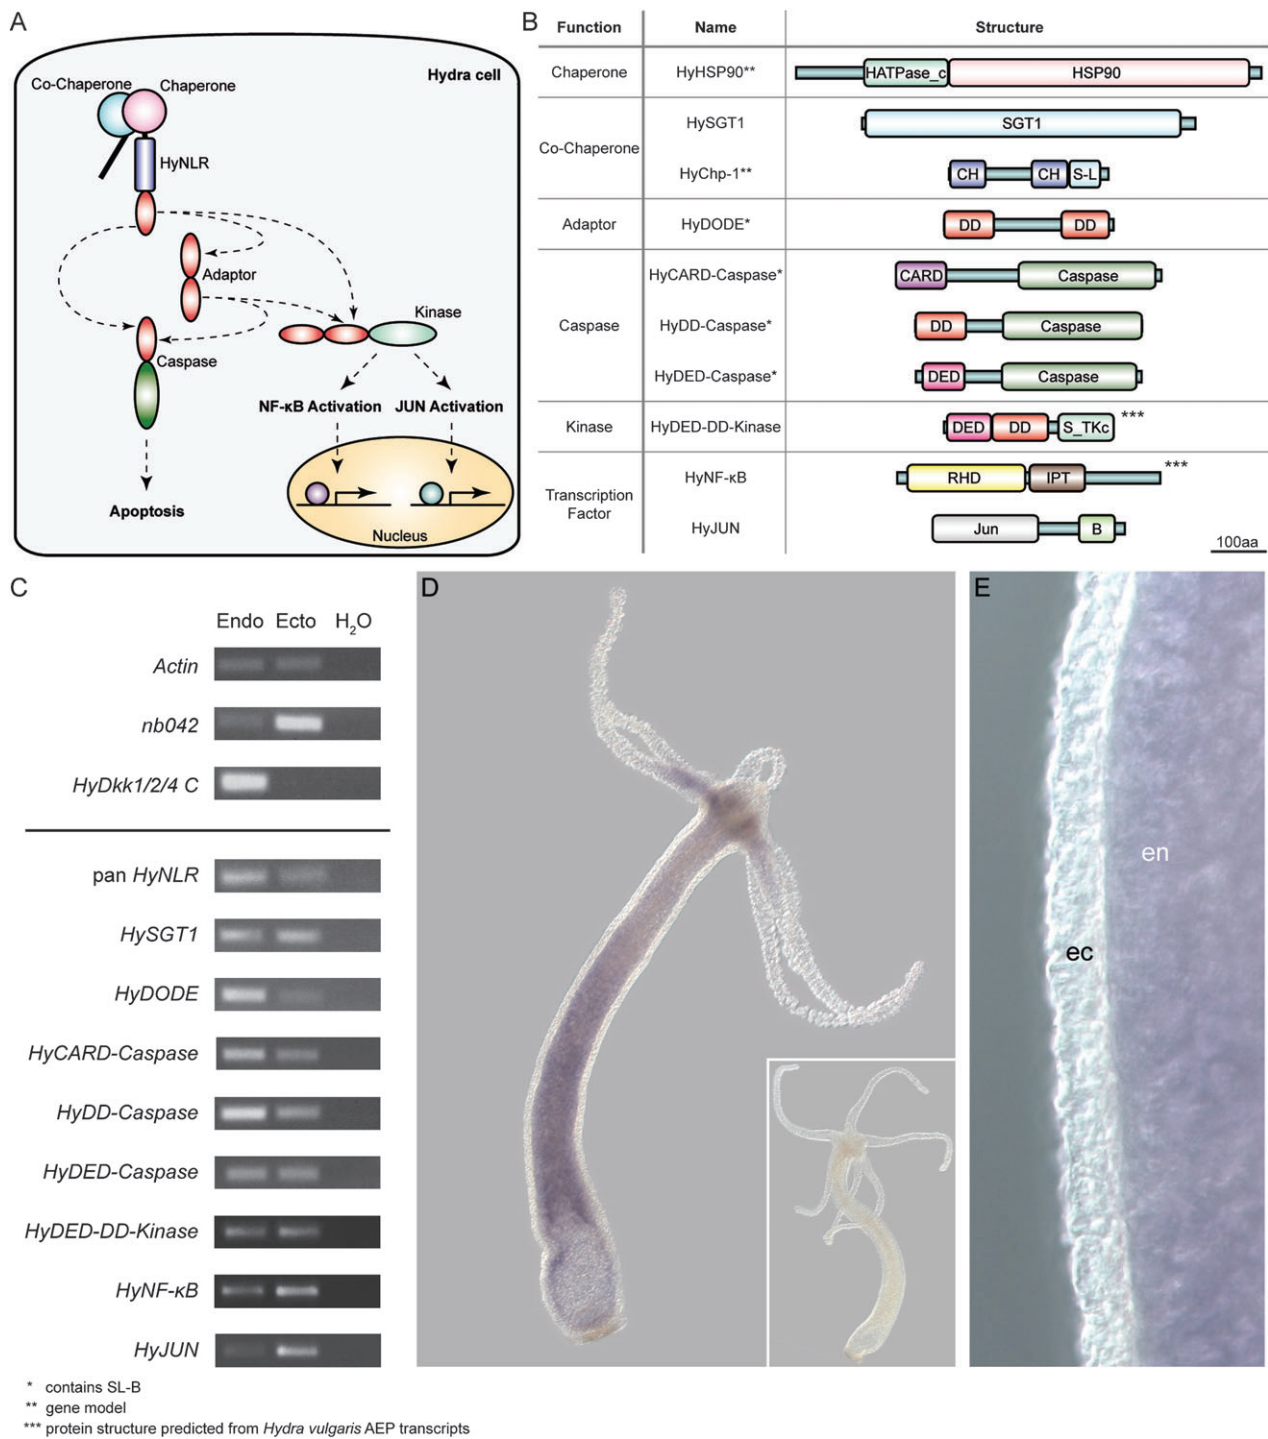 A
Hydra cell
Co-Chaperone
Chaperone
HyNLR
Adaptor
Kinase
Caspase
NF-κB Activation
JUN Activation
Apoptosis
Nucleus
B
Function Name Structure
Chaperone HyHSP90** HATPase_c HSP90
Co-Chaperone
HySGT1 SGT1
HyChp-1** CH CH S-L
Adaptor HyDODE* DD DD
Caspase
HyCARD-Caspase* CARD Caspase
HyDD-Caspase* DD Caspase
HyDED-Caspase* DED Caspase
Kinase HyDED-DD-Kinase DED DD S_TKc ***
Transcription
Factor
HyNF-κB RHD IPT ***
HyJUN Jun B
100aa
C
Endo Ecto H₂O
Actin
nb042
HyDkk1/2/4 C
pan HyNLR
HySGT1
HyDODE
HyCARD-Caspase
HyDD-Caspase
HyDED-Caspase
HyDED-DD-Kinase
HyNF-κB
HyJUN
* contains SL-B
** gene model
*** protein structure predicted from Hydra vulgaris AEP transcripts
D
E
en
ec